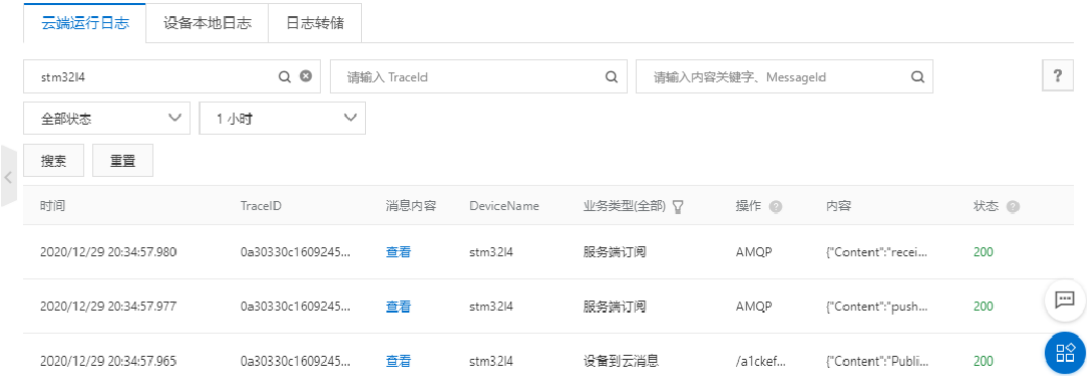 云端运行日志 设备本地日志 日志转储
stm32l4 请输入 TraceId 请输入内容关键字、MessageId ?
全部状态 1 小时
搜索 重置
时间 TraceID 消息内容 DeviceName 业务类型(全部) 操作 ? 内容 状态 ?
2020/12/29 20:34:57.980 0a30330c1609245... 查看 stm32l4 服务端订阅 AMQP {"Content":"recei... 200
2020/12/29 20:34:57.977 0a30330c1609245... 查看 stm32l4 服务端订阅 AMQP {"Content":"push... 200
2020/12/29 20:34:57.965 0a30330c1609245... 查看 stm32l4 设备到云消息 /a1ckef... {"Content":"Publi... 200